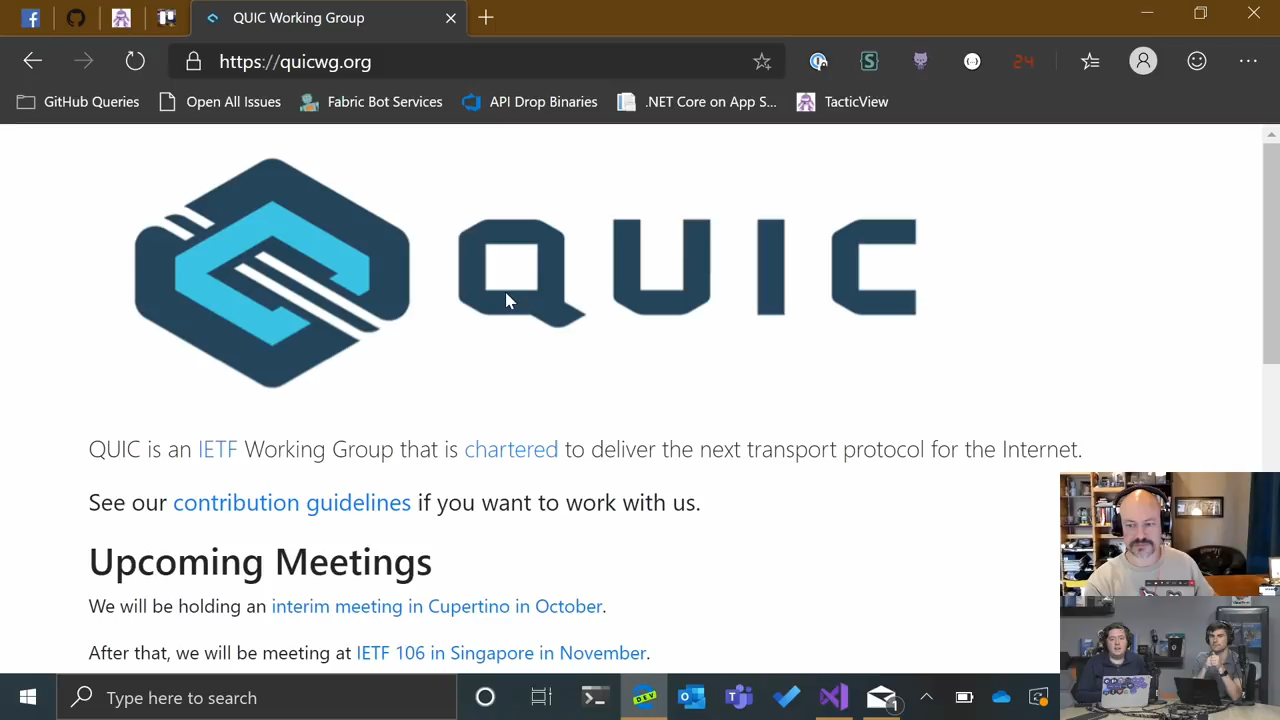 QUIC Working Group
https://quicwg.org
24
GitHub Queries
Open All Issues
Fabric Bot Services
API Drop Binaries
.NET Core on App S...
TacticView
QUIC
QUIC is an IETF Working Group that is chartered to deliver the next transport protocol for the Internet.
See our contribution guidelines if you want to work with us.
Upcoming Meetings
We will be holding an interim meeting in Cupertino in October.
After that, we will be meeting at IETF 106 in Singapore in November.
Type here to search
DEV
1